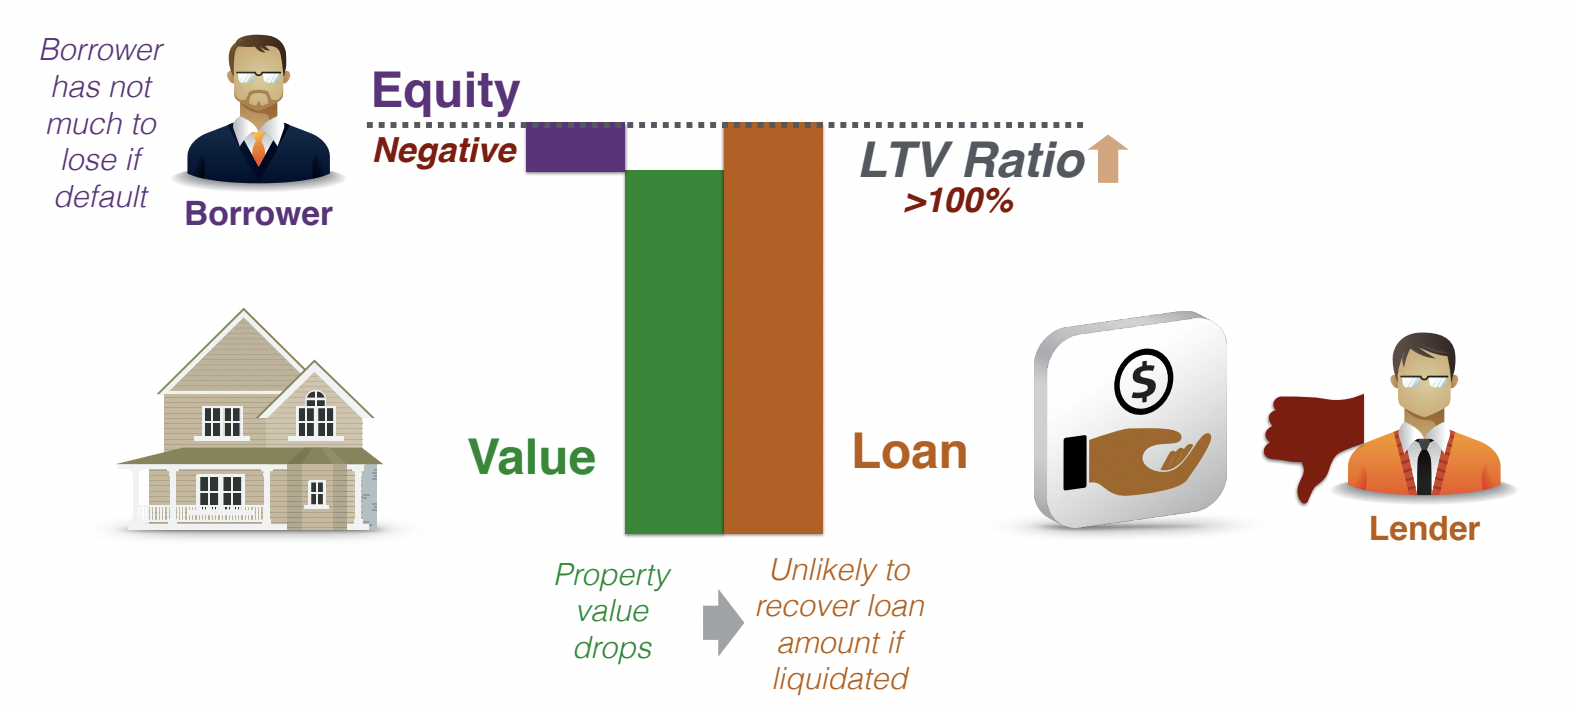 Borrower
has not
much to
lose if
default
Borrower
Equity
Negative
LTV Ratio
>100%
Value
Loan
$
Lender
Property
value
drops
Unlikely to
recover loan
amount if
liquidated